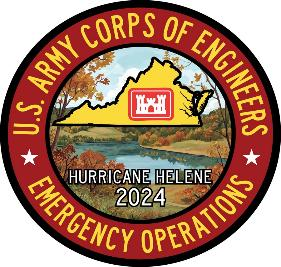 U.S. ARMY CORPS OF ENGINEERS
HURRICANE HELENE
2024
EMERGENCY OPERATIONS